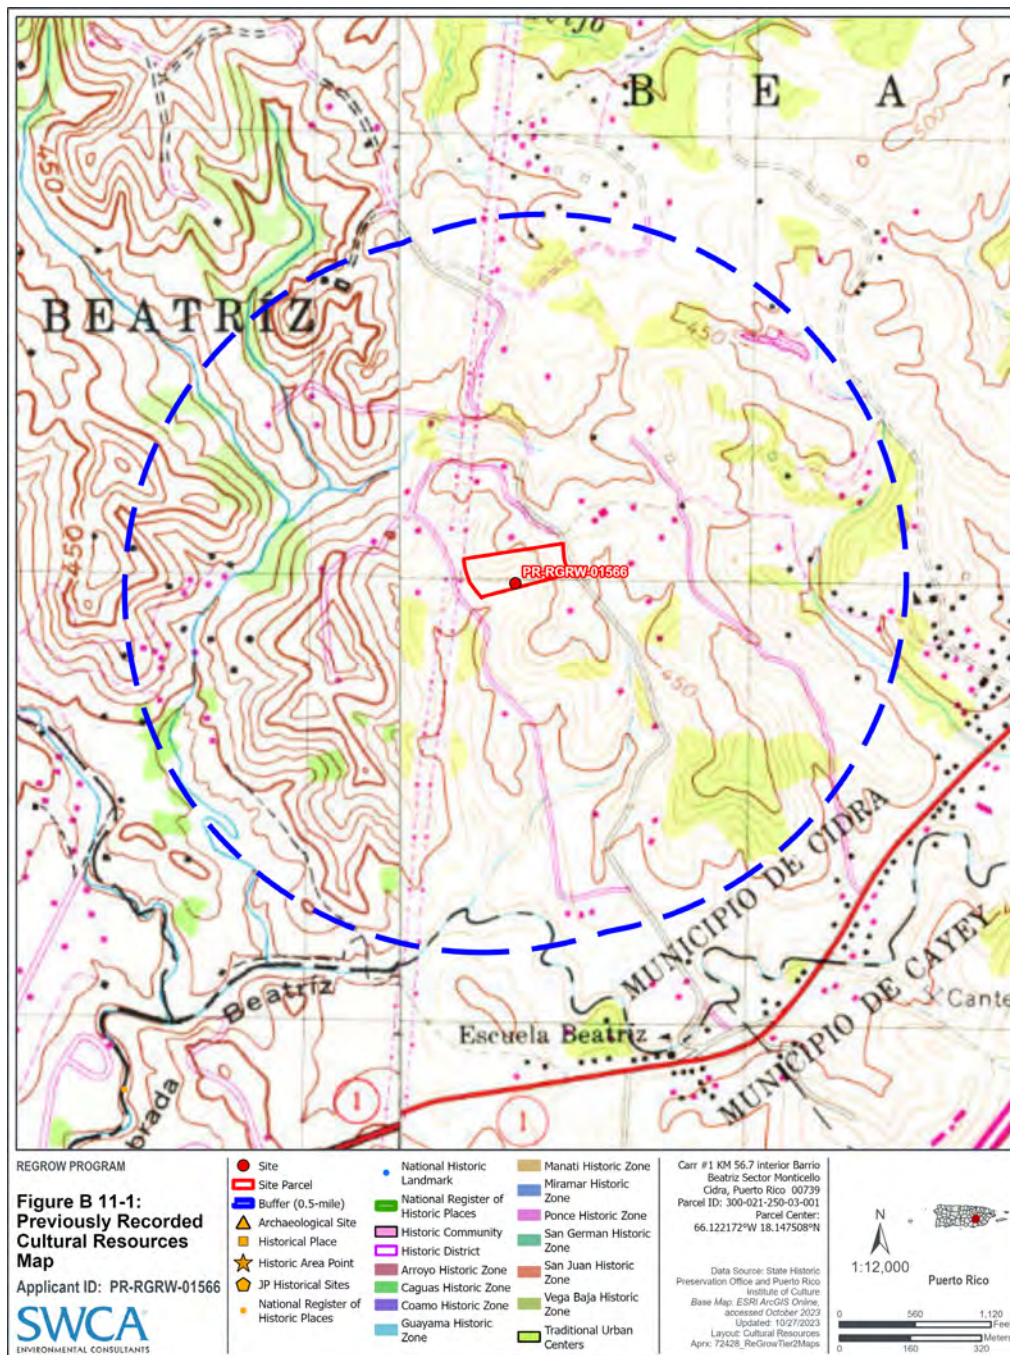 B E A T
500
450
BEATRÍZ
450
450
PR-RGRW-01566
450
MUNICIPIO DE CIDRA
MUNICIPIO DE CAYEY
Cante
Beatriz
Escuela Beatriz
brada
1
1
REGROW PROGRAM
Figure B 11-1:
Previously Recorded
Cultural Resources
Map
Applicant ID: PR-RGRW-01566
SWCA
ENVIRONMENTAL CONSULTANTS
Site
Site Parcel
Buffer (0.5-mile)
Archaeological Site
Historical Place
Historic Area Point
JP Historical Sites
National Register of
Historic Places
National Historic
Landmark
National Register of
Historic Places
Historic Community
Historic District
Arroyo Historic Zone
Caguas Historic Zone
Coamo Historic Zone
Guayama Historic
Zone
Manati Historic Zone
Miramar Historic
Zone
Ponce Historic Zone
San German Historic
Zone
San Juan Historic
Zone
Vega Baja Historic
Zone
Traditional Urban
Centers
Carr #1 KM 56.7 interior Barrio
Beatriz Sector Monticello
Cidra, Puerto Rico 00739
Parcel ID: 300-021-250-03-001
Parcel Center:
66.122172°W 18.147508°N
Data Source: State Historic
Preservation Office and Puerto Rico
Institute of Culture
Base Map: ESRI ArcGIS Online,
accessed October 2023
Updated: 10/27/2023
Layout: Cultural Resources
Aprx: 72428_ReGrowTier2Maps
N
1:12,000
Puerto Rico
0 560 1,120
Feet
Meters
0 160 320